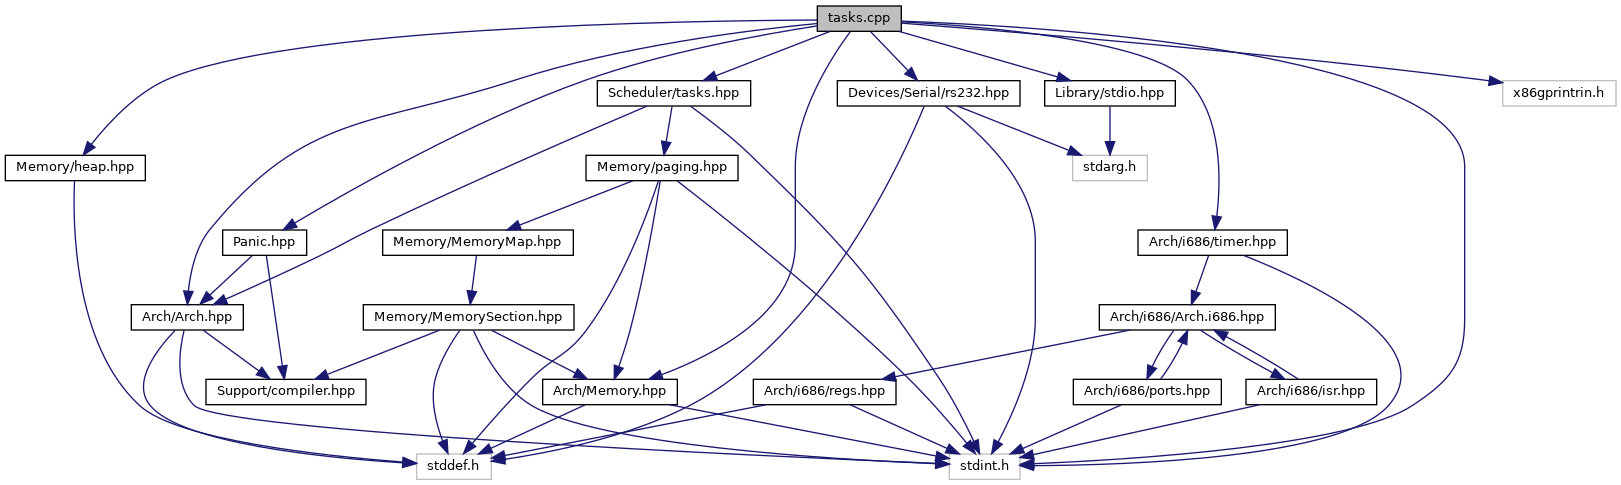 tasks.cpp
Scheduler/tasks.hpp
Devices/Serial/rs232.hpp
Library/stdio.hpp
x86gprintrin.h
Memory/heap.hpp
Memory/paging.hpp
stdarg.h
Panic.hpp
Memory/MemoryMap.hpp
Arch/i686/timer.hpp
Arch/Arch.hpp
Memory/MemorySection.hpp
Arch/i686/Arch.i686.hpp
Support/compiler.hpp
Arch/Memory.hpp
Arch/i686/regs.hpp
Arch/i686/ports.hpp
Arch/i686/isr.hpp
stddef.h
stdint.h